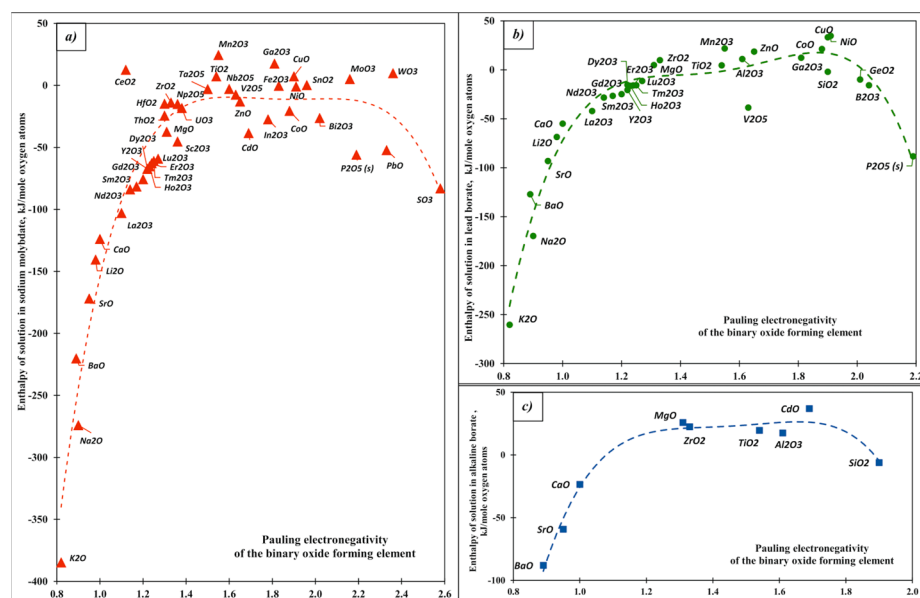 a)
Enthalpy of solution in sodium molybdate, kJ/mole oxygen atoms
50
0
-50
-100
-150
-200
-250
-300
-350
-400
0.8
1.0
1.2
1.4
1.6
1.8
2.0
2.2
2.4
2.6
CeO2
Mn2O3
Ga2O3
CuO
TiO2
Ta2O5
Nb2O5
Fe2O3
SnO2
MoO3
WO3
ZrO2
HfO2
Np2O5
V2O5
NiO
ThO2
UO3
ZnO
CoO
Bi2O3
MgO
In2O3
Dy2O3
Sc2O3
CdO
Y2O3
Lu2O3
P2O5 (s)
PbO
Gd2O3
Er2O3
Sm2O3
Tm2O3
Nd2O3
Ho2O3
SO3
La2O3
CaO
Li2O
SrO
BaO
Na2O
K2O
Pauling electronegativity
of the binary oxide forming element
b)
Enthalpy of solution in lead borate, kJ/mole oxygen atoms
50
0
-50
-100
-150
-200
-250
-300
0.8
1.0
1.2
1.4
1.6
1.8
2.0
2.2
CuO
Mn2O3
ZnO
CoO
NiO
Dy2O3
Er2O3
ZrO2
MgO
TiO2
Al2O3
Ga2O3
GeO2
Gd2O3
Lu2O3
SiO2
Nd2O3
Tm2O3
B2O3
Sm2O3
Ho2O3
La2O3
Y2O3
V2O5
CaO
Li2O
SrO
P2O5 (s)
BaO
Na2O
K2O
Pauling electronegativity
of the binary oxide forming element
c)
Enthalpy of solution in alkaline borate,
kJ/mole oxygen atoms
50
0
-50
-100
0.8
1.0
1.2
1.4
1.6
1.8
2.0
MgO
CdO
ZrO2
TiO2
Al2O3
SiO2
CaO
SrO
BaO
Pauling electronegativity
of the binary oxide forming element